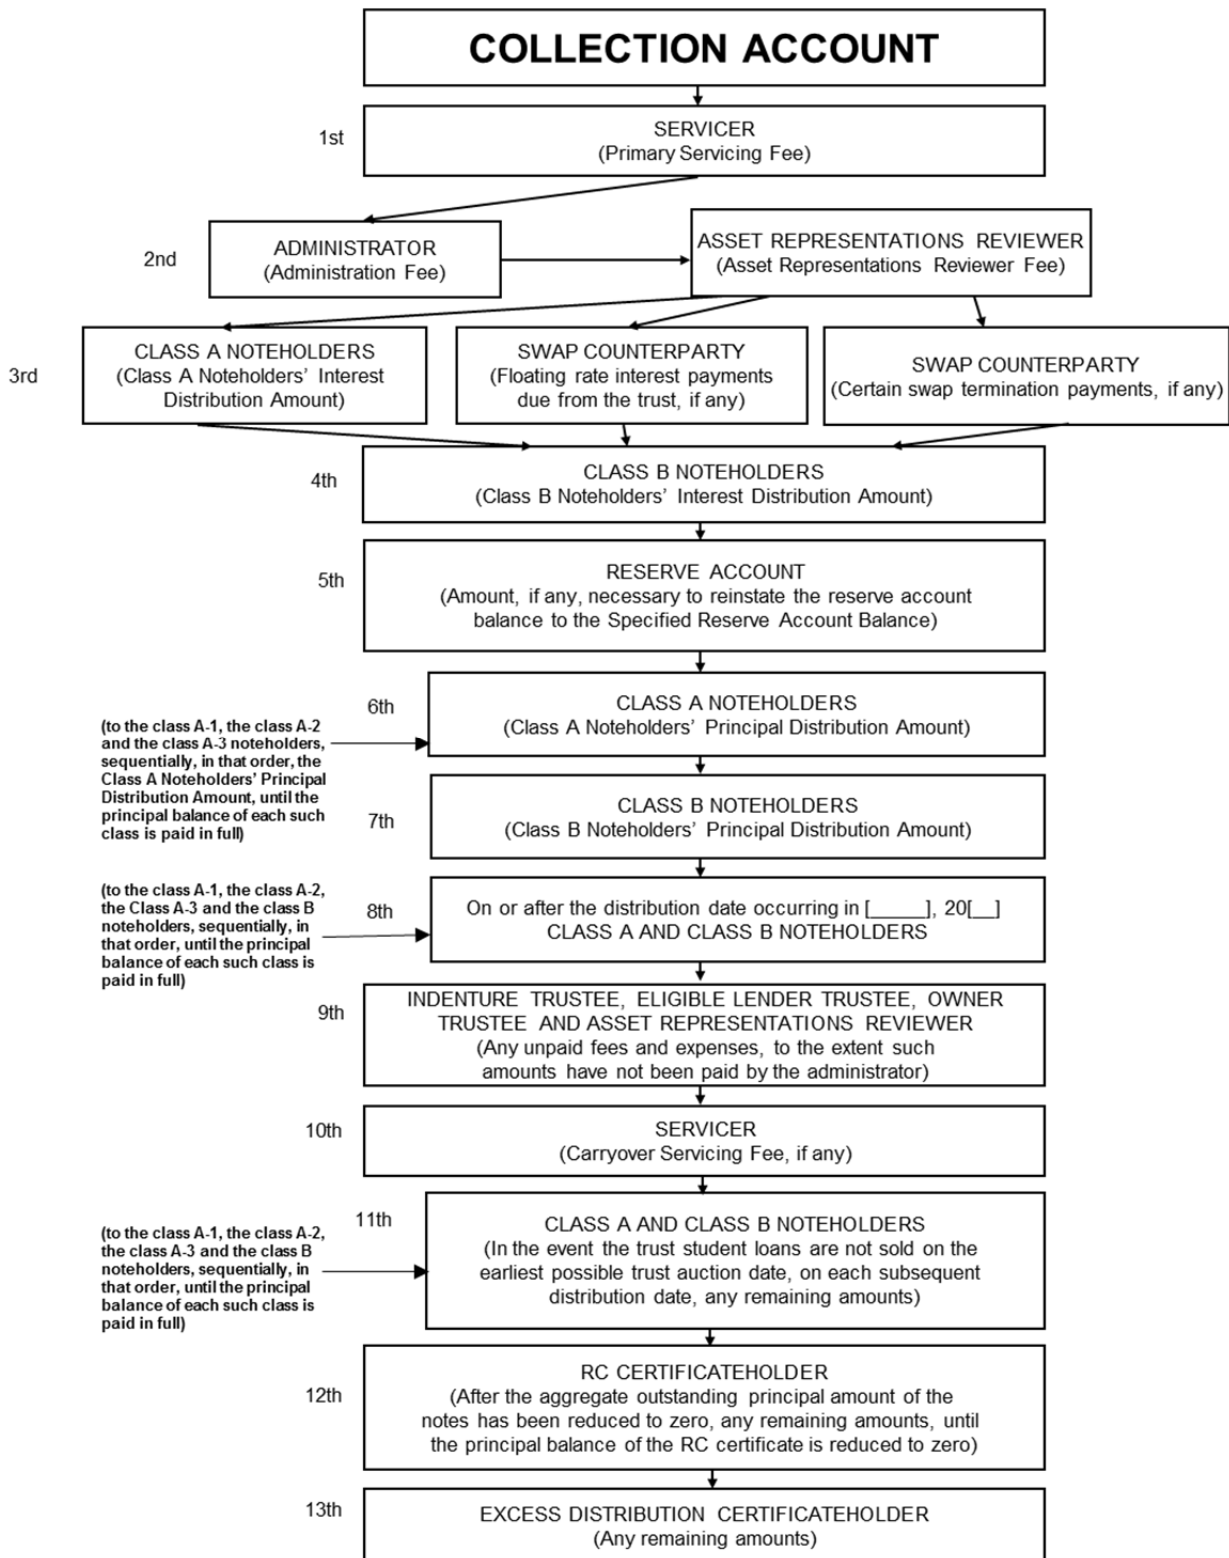 COLLECTION ACCOUNT
1st
SERVICER
(Primary Servicing Fee)
2nd
ADMINISTRATOR
(Administration Fee)
ASSET REPRESENTATIONS REVIEWER
(Asset Representations Reviewer Fee)
3rd
CLASS A NOTEHOLDERS
(Class A Noteholders’ Interest
Distribution Amount)
SWAP COUNTERPARTY
(Floating rate interest payments
due from the trust, if any)
SWAP COUNTERPARTY
(Certain swap termination payments, if any)
4th
CLASS B NOTEHOLDERS
(Class B Noteholders’ Interest Distribution Amount)
5th
RESERVE ACCOUNT
(Amount, if any, necessary to reinstate the reserve account
balance to the Specified Reserve Account Balance)
(to the class A-1, the class A-2
and the class A-3 noteholders,
sequentially, in that order, the
Class A Noteholders’ Principal
Distribution Amount, until the
principal balance of each such
class is paid in full)
6th
CLASS A NOTEHOLDERS
(Class A Noteholders’ Principal Distribution Amount)
7th
CLASS B NOTEHOLDERS
(Class B Noteholders’ Principal Distribution Amount)
(to the class A-1, the class A-2,
the Class A-3 and the class B
noteholders, sequentially, in
that order, until the principal
balance of each such class is
paid in full)
8th
On or after the distribution date occurring in [_____], 20[__]
CLASS A AND CLASS B NOTEHOLDERS
9th
INDENTURE TRUSTEE, ELIGIBLE LENDER TRUSTEE, OWNER
TRUSTEE AND ASSET REPRESENTATIONS REVIEWER
(Any unpaid fees and expenses, to the extent such
amounts have not been paid by the administrator)
10th
SERVICER
(Carryover Servicing Fee, if any)
(to the class A-1, the class A-2,
the class A-3 and the class B
noteholders, sequentially, in
that order, until the principal
balance of each such class is
paid in full)
11th
CLASS A AND CLASS B NOTEHOLDERS
(In the event the trust student loans are not sold on the
earliest possible trust auction date, on each subsequent
distribution date, any remaining amounts)
12th
RC CERTIFICATEHOLDER
(After the aggregate outstanding principal amount of the
notes has been reduced to zero, any remaining amounts, until
the principal balance of the RC certificate is reduced to zero)
13th
EXCESS DISTRIBUTION CERTIFICATEHOLDER
(Any remaining amounts)